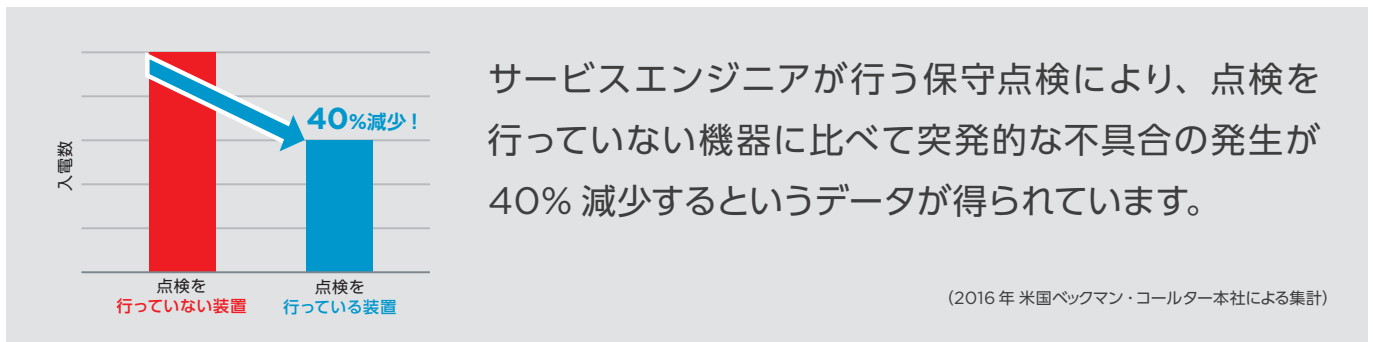 入電数
40%減少！
点検を
行っていない装置
点検を
行っている装置
サービスエンジニアが行う保守点検により、点検を
行っていない機器に比べて突発的な不具合の発生が
40% 減少するというデータが得られています。
(2016 年 米国ベックマン・コールター本社による集計)